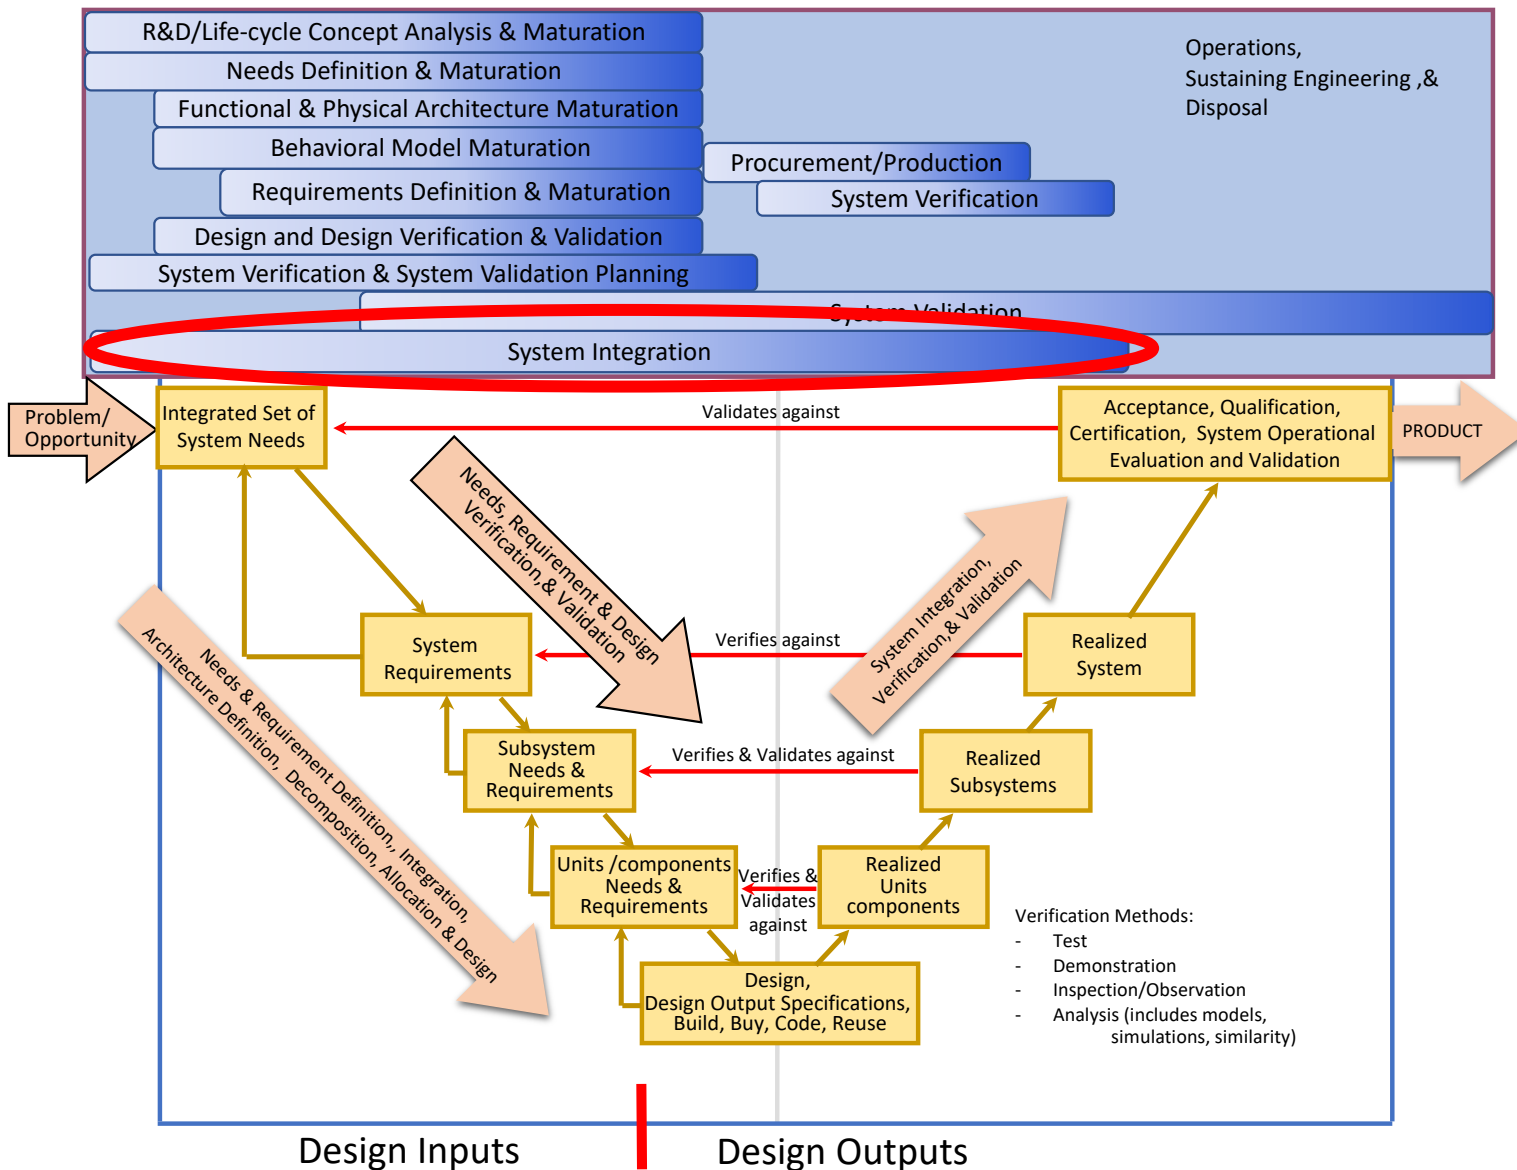 R&D/Life-cycle Concept Analysis & Maturation
Needs Definition & Maturation
Functional & Physical Architecture Maturation
Behavioral Model Maturation
Requirements Definition & Maturation
Design and Design Verification & Validation
System Verification & System Validation Planning
Procurement/Production
System Verification
Operations,
Sustaining Engineering ,&
Disposal
System Validation
System Integration
Problem/
Opportunity
Integrated Set of
System Needs
Validates against
Acceptance, Qualification,
Certification, System Operational
Evaluation and Validation
PRODUCT
Needs, Requirement & Design
Verification,& Validation
System Integration,
Verification,& Validation
Needs & Requirement Definition,, Integration,
Architecture Definition, Decomposition, Allocation & Design
System
Requirements
Verifies against
Realized
System
Subsystem
Needs &
Requirements
Verifies & Validates against
Realized
Subsystems
Units /components
Needs &
Requirements
Verifies &
Validates
against
Realized
Units
components
Design,
Design Output Specifications,
Build, Buy, Code, Reuse
Verification Methods:
- Test
- Demonstration
- Inspection/Observation
- Analysis (includes models,
simulations, similarity)
Design Inputs
Design Outputs